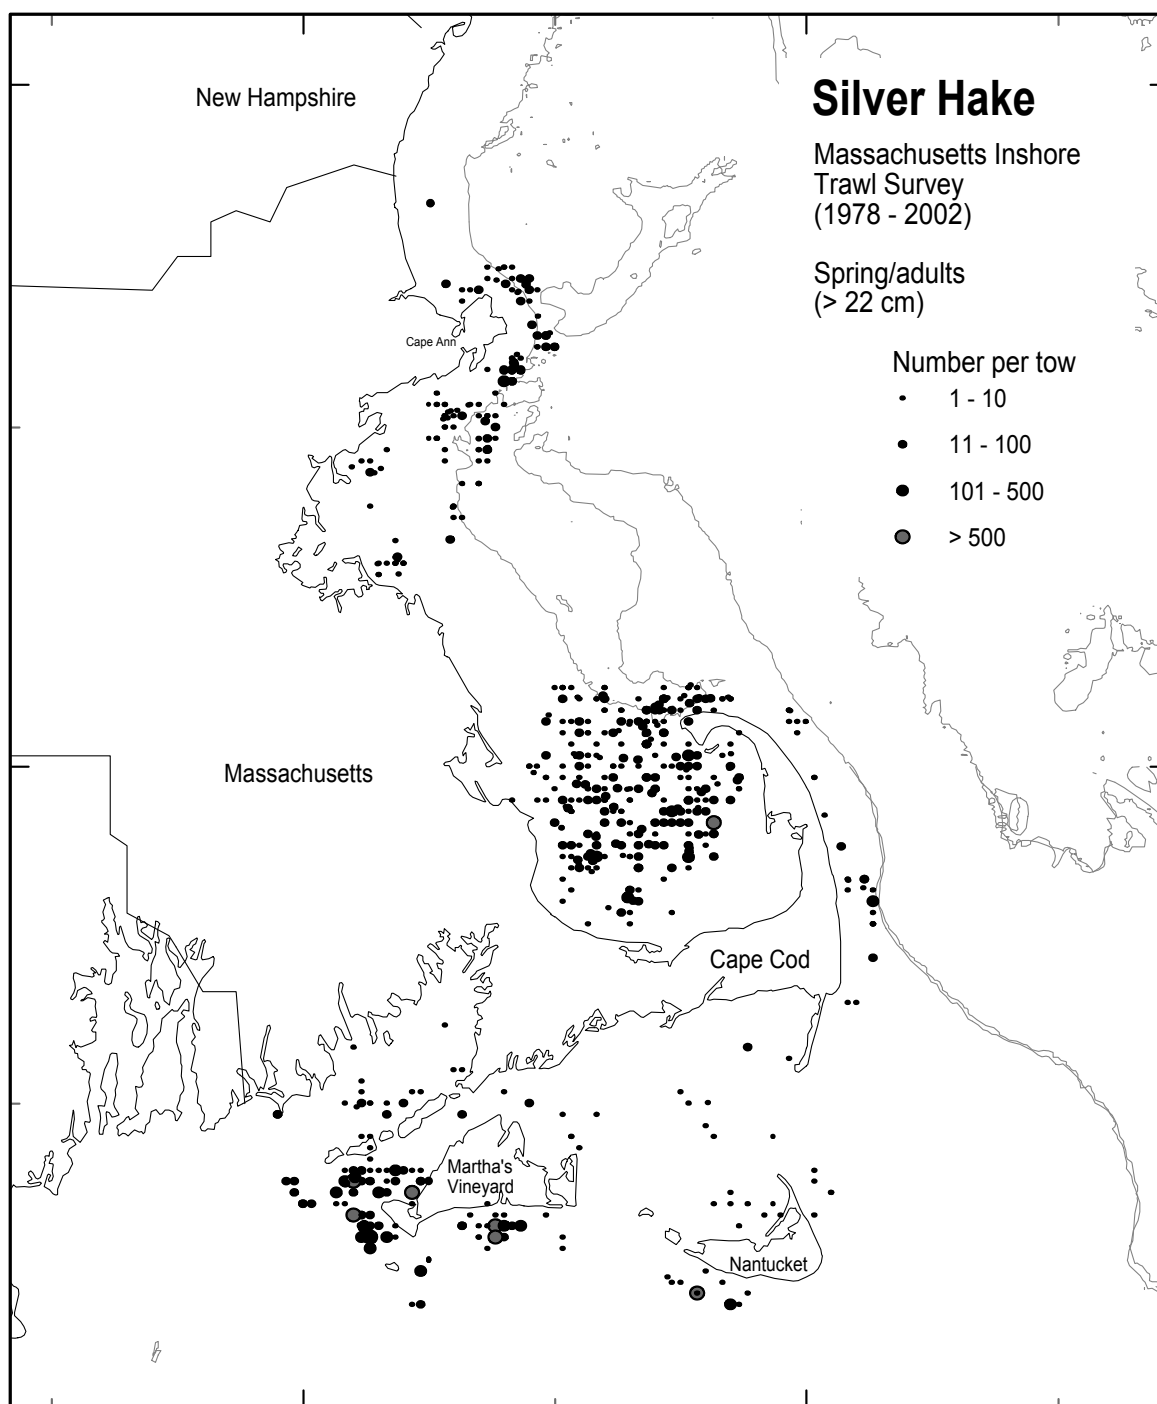 New Hampshire
Silver Hake
Massachusetts Inshore
Trawl Survey
(1978 - 2002)
Spring/adults
(> 22 cm)
Cape Ann
Number per tow
1 - 10
11 - 100
101 - 500
> 500
Massachusetts
Cape Cod
Martha's
Vineyard
Nantucket